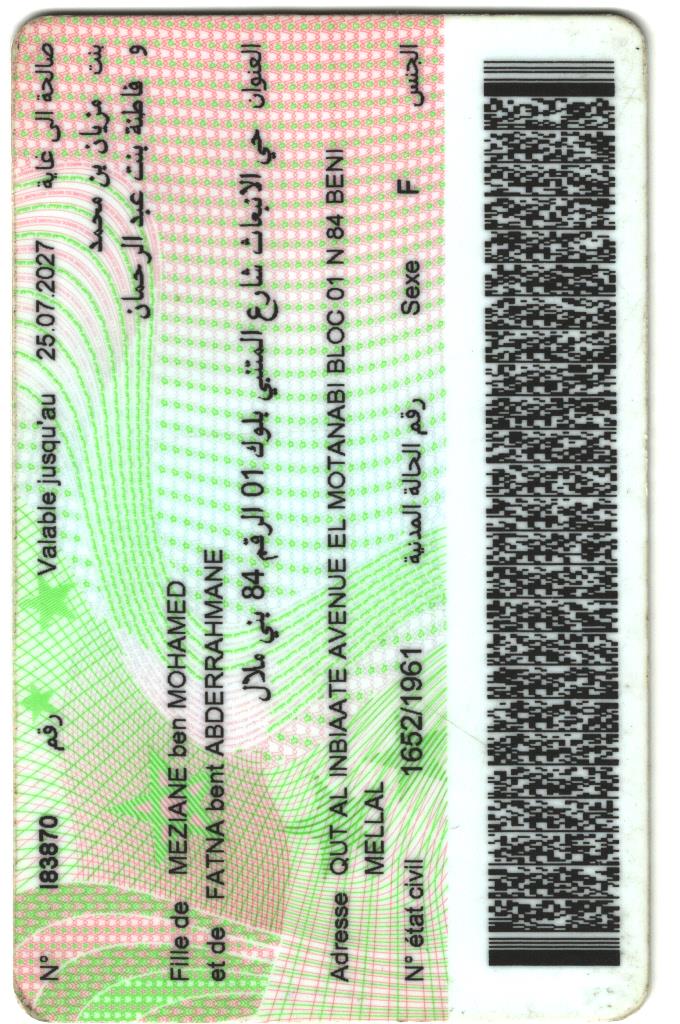 N° I83870 رقم Valable jusqu'au 25.07.2027 صالحة الى غاية
بنت مزيان بن محمد
و فاطنة بنت عبد الرحمان
Fille de MEZIANE ben MOHAMED
et de FATNA bent ABDERRAHMANE
العنوان حي الانبعاث شارع المتنبي بلوك 01 الرقم 84 بني ملال
Adresse QUT AL INBIAATE AVENUE EL MOTANABI BLOC 01 N 84 BENI
MELLAL
N° état civil 1652/1961 رقم الحالة المدنية Sexe F الجنس